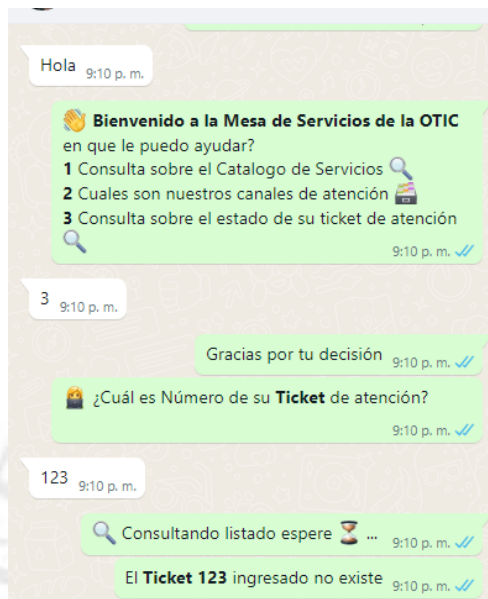 Hola 9:10 p. m.
👋 Bienvenido a la Mesa de Servicios de la OTIC
en que le puedo ayudar?
1 Consulta sobre el Catalogo de Servicios 🔍
2 Cuales son nuestros canales de atención 🗃️
3 Consulta sobre el estado de su ticket de atención
🔍 9:10 p. m.
3 9:10 p. m.
Gracias por tu decisión 9:10 p. m.
👩‍💻 ¿Cuál es Número de su Ticket de atención?
9:10 p. m.
123 9:10 p. m.
🔍 Consultando listado espere ⏳ ... 9:10 p. m.
El Ticket 123 ingresado no existe 9:10 p. m.